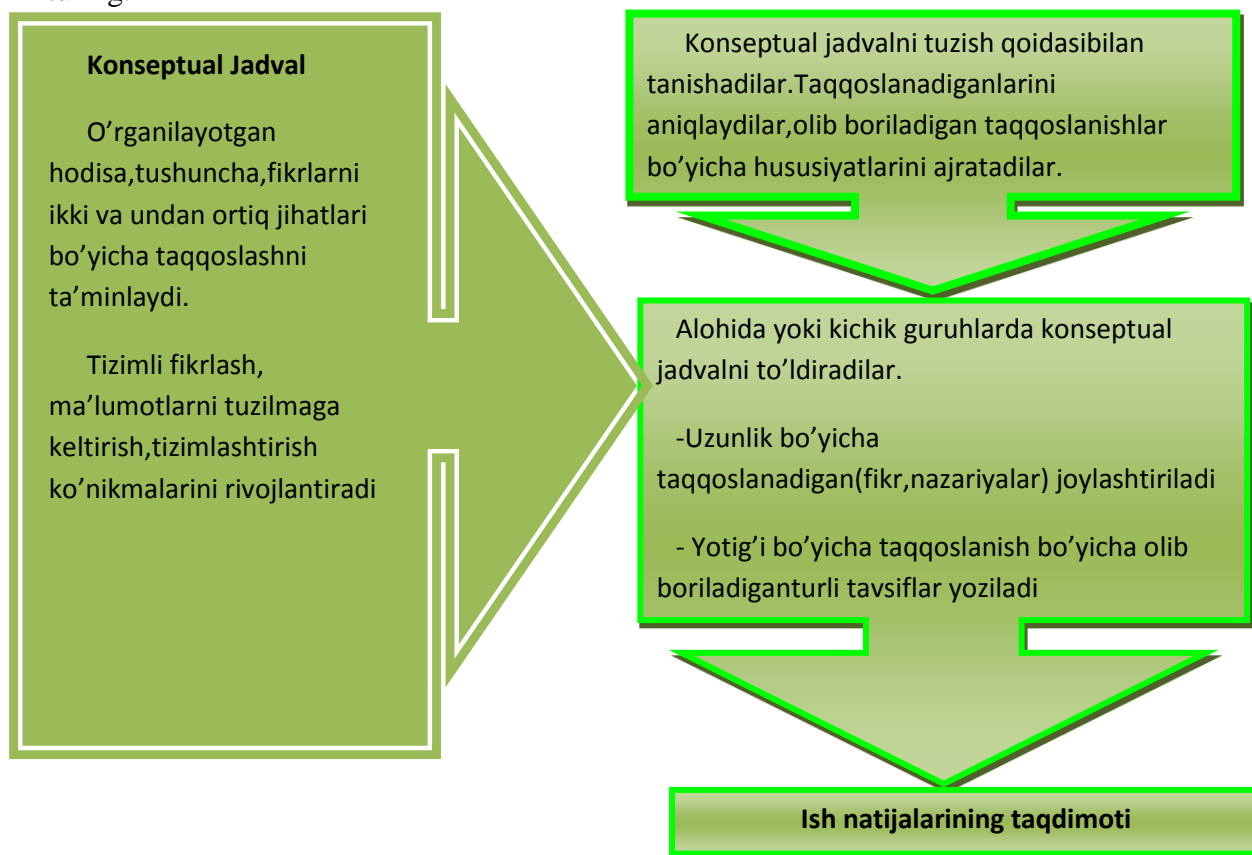 Konseptual Jadval
O’rganilayotgan
hodisa,tushuncha,fikrlarni
ikki va undan ortiq jihatlari
bo’yicha taqqoslashni
ta’minlaydi.
Tizimli fikrlash,
ma’lumotlarni tuzilmaga
keltirish,tizimlashtirish
ko’nikmalarini rivojlantiradi
Konseptual jadvalni tuzish qoidasibilan
tanishadilar.Taqqoslanadiganlarini
aniqlaydilar,olib boriladigan taqqoslanishlar
bo’yicha hususiyatlarini ajratadilar.
Alohida yoki kichik guruhlarda konseptual
jadvalni to’ldiradilar.
-Uzunlik bo’yicha
taqqoslanadigan(fikr,nazariyalar) joylashtiriladi
- Yotig’i bo’yicha taqqoslanish bo’yicha olib
boriladiganturli tavsiflar yoziladi
Ish natijalarining taqdimoti